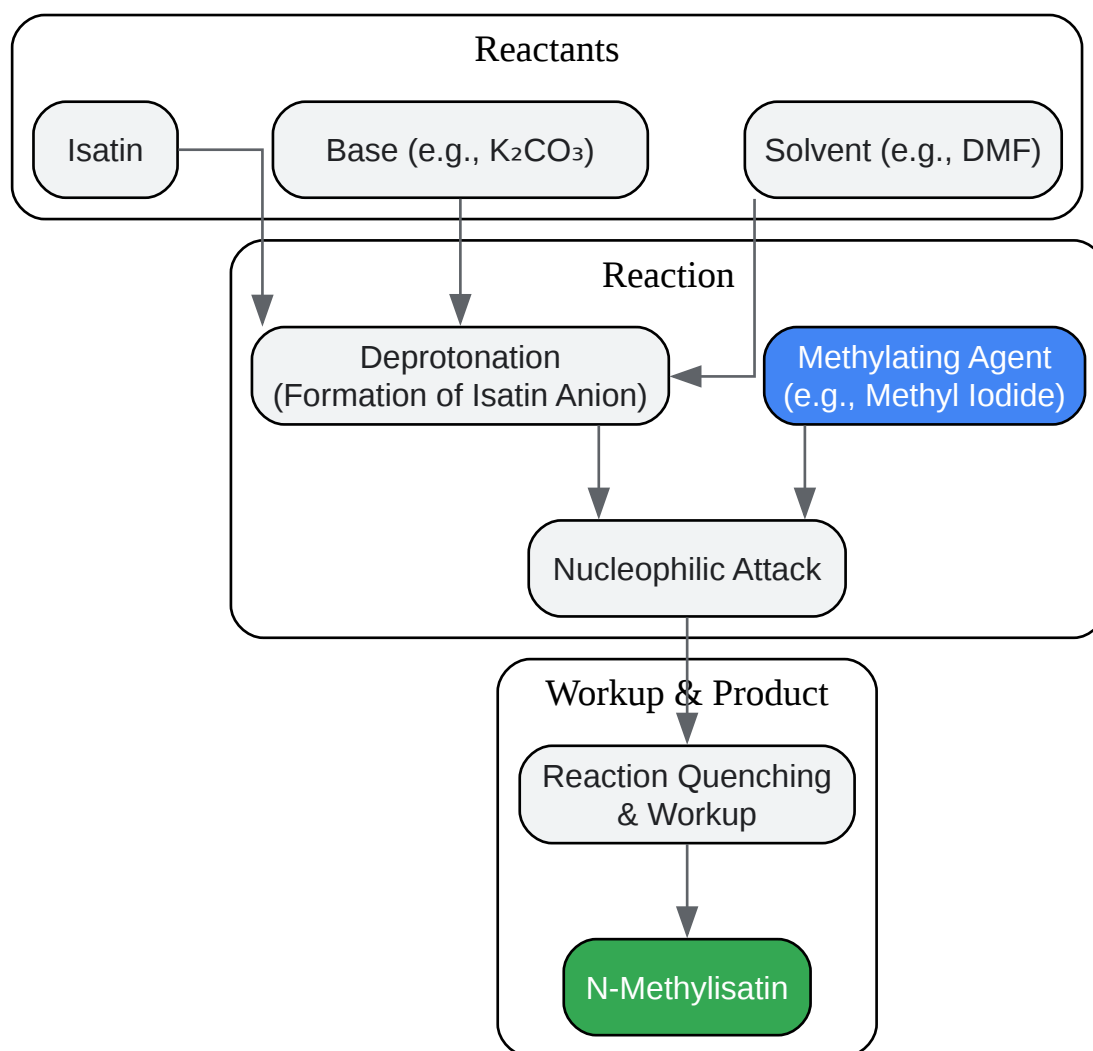 Reactants
Isatin
Base (e.g., K₂CO₃)
Solvent (e.g., DMF)
Reaction
Deprotonation
(Formation of Isatin Anion)
Methylating Agent
(e.g., Methyl Iodide)
Nucleophilic Attack
Workup & Product
Reaction Quenching
& Workup
N-Methylisatin